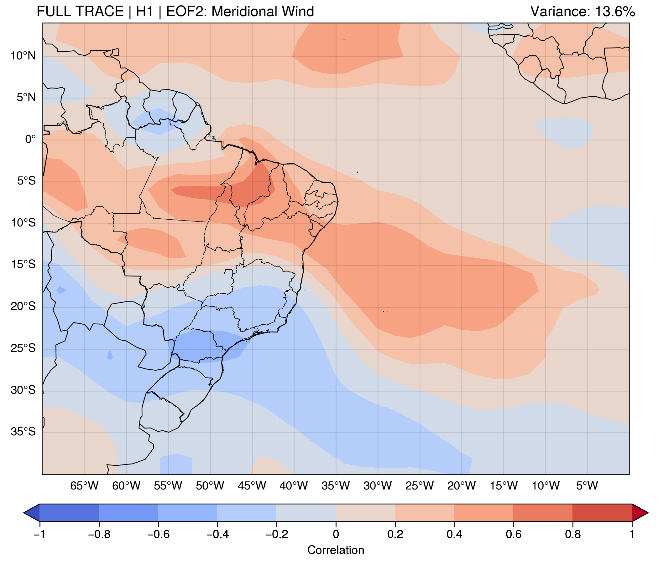 FULL TRACE | H1 | EOF2: Meridional Wind Variance: 13.6%
10°N
5°N
0°
5°S
10°S
15°S
20°S
25°S
30°S
35°S
65°W 60°W 55°W 50°W 45°W 40°W 35°W 30°W 25°W 20°W 15°W 10°W 5°W
−1 −0.8 −0.6 −0.4 −0.2 0 0.2 0.4 0.6 0.8 1
Correlation